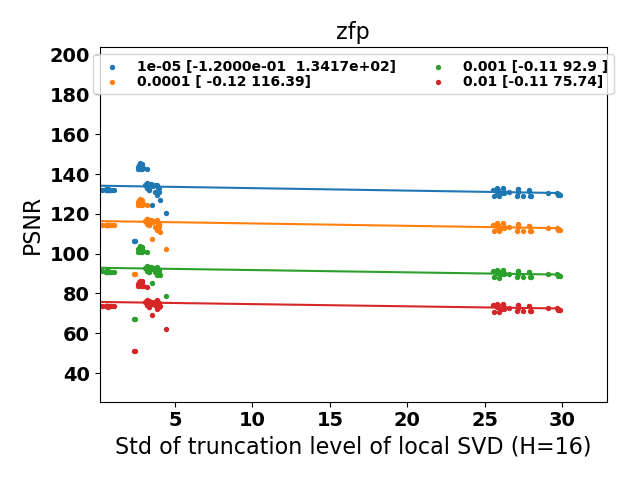 zfp
1e-05 [-1.2000e-01  1.3417e+02]
0.0001 [ -0.12 116.39]
0.001 [-0.11 92.9 ]
0.01 [-0.11 75.74]
200
180
160
140
120
100
80
60
40
PSNR
5 10 15 20 25 30
Std of truncation level of local SVD (H=16)